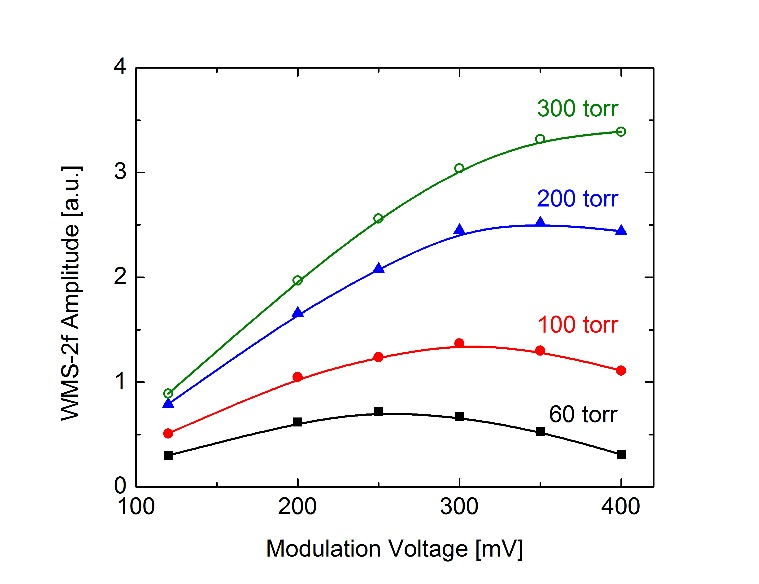 4
3
2
1
0
100
200
300
400
WMS-2f Amplitude [a.u.]
Modulation Voltage [mV]
300 torr
200 torr
100 torr
60 torr